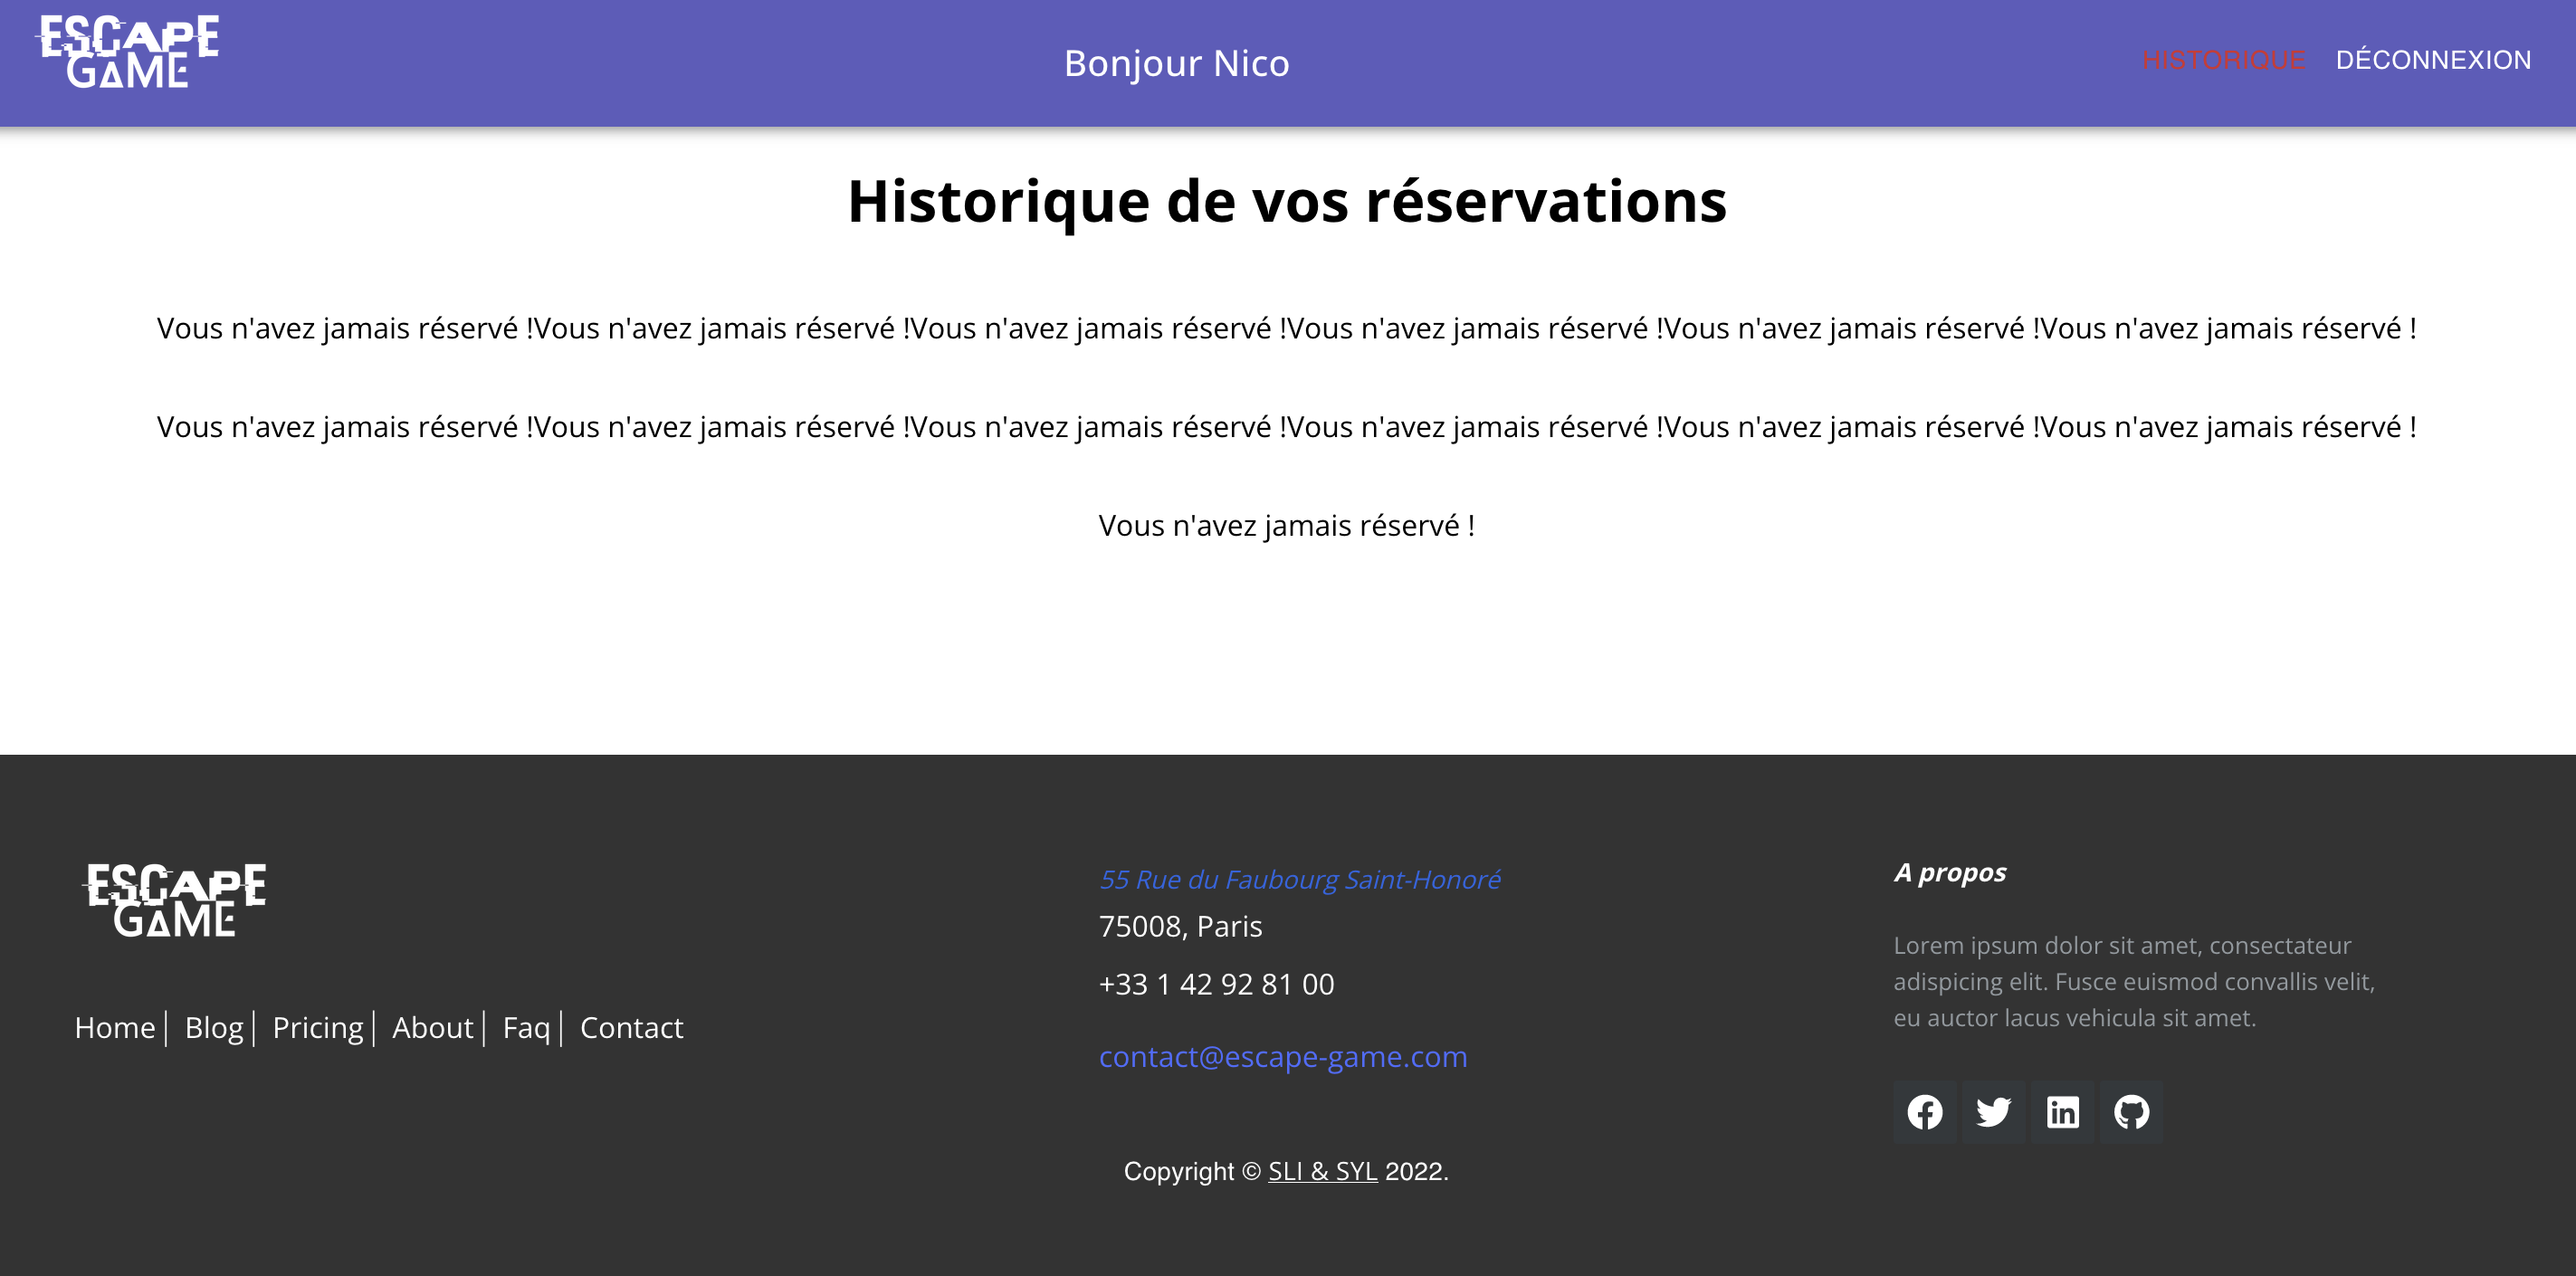 ESCAPE
GAME
Bonjour Nico
HISTORIQUE DÉCONNEXION
Historique de vos réservations
Vous n'avez jamais réservé !Vous n'avez jamais réservé !Vous n'avez jamais réservé !Vous n'avez jamais réservé !Vous n'avez jamais réservé !Vous n'avez jamais réservé !
Vous n'avez jamais réservé !Vous n'avez jamais réservé !Vous n'avez jamais réservé !Vous n'avez jamais réservé !Vous n'avez jamais réservé !Vous n'avez jamais réservé !
Vous n'avez jamais réservé !
ESCAPE
GAME
Home | Blog | Pricing | About | Faq | Contact
55 Rue du Faubourg Saint-Honoré
75008, Paris
+33 1 42 92 81 00
contact@escape-game.com
A propos
Lorem ipsum dolor sit amet, consectateur
adispicing elit. Fusce euismod convallis velit,
eu auctor lacus vehicula sit amet.
Copyright © SLI & SYL 2022.